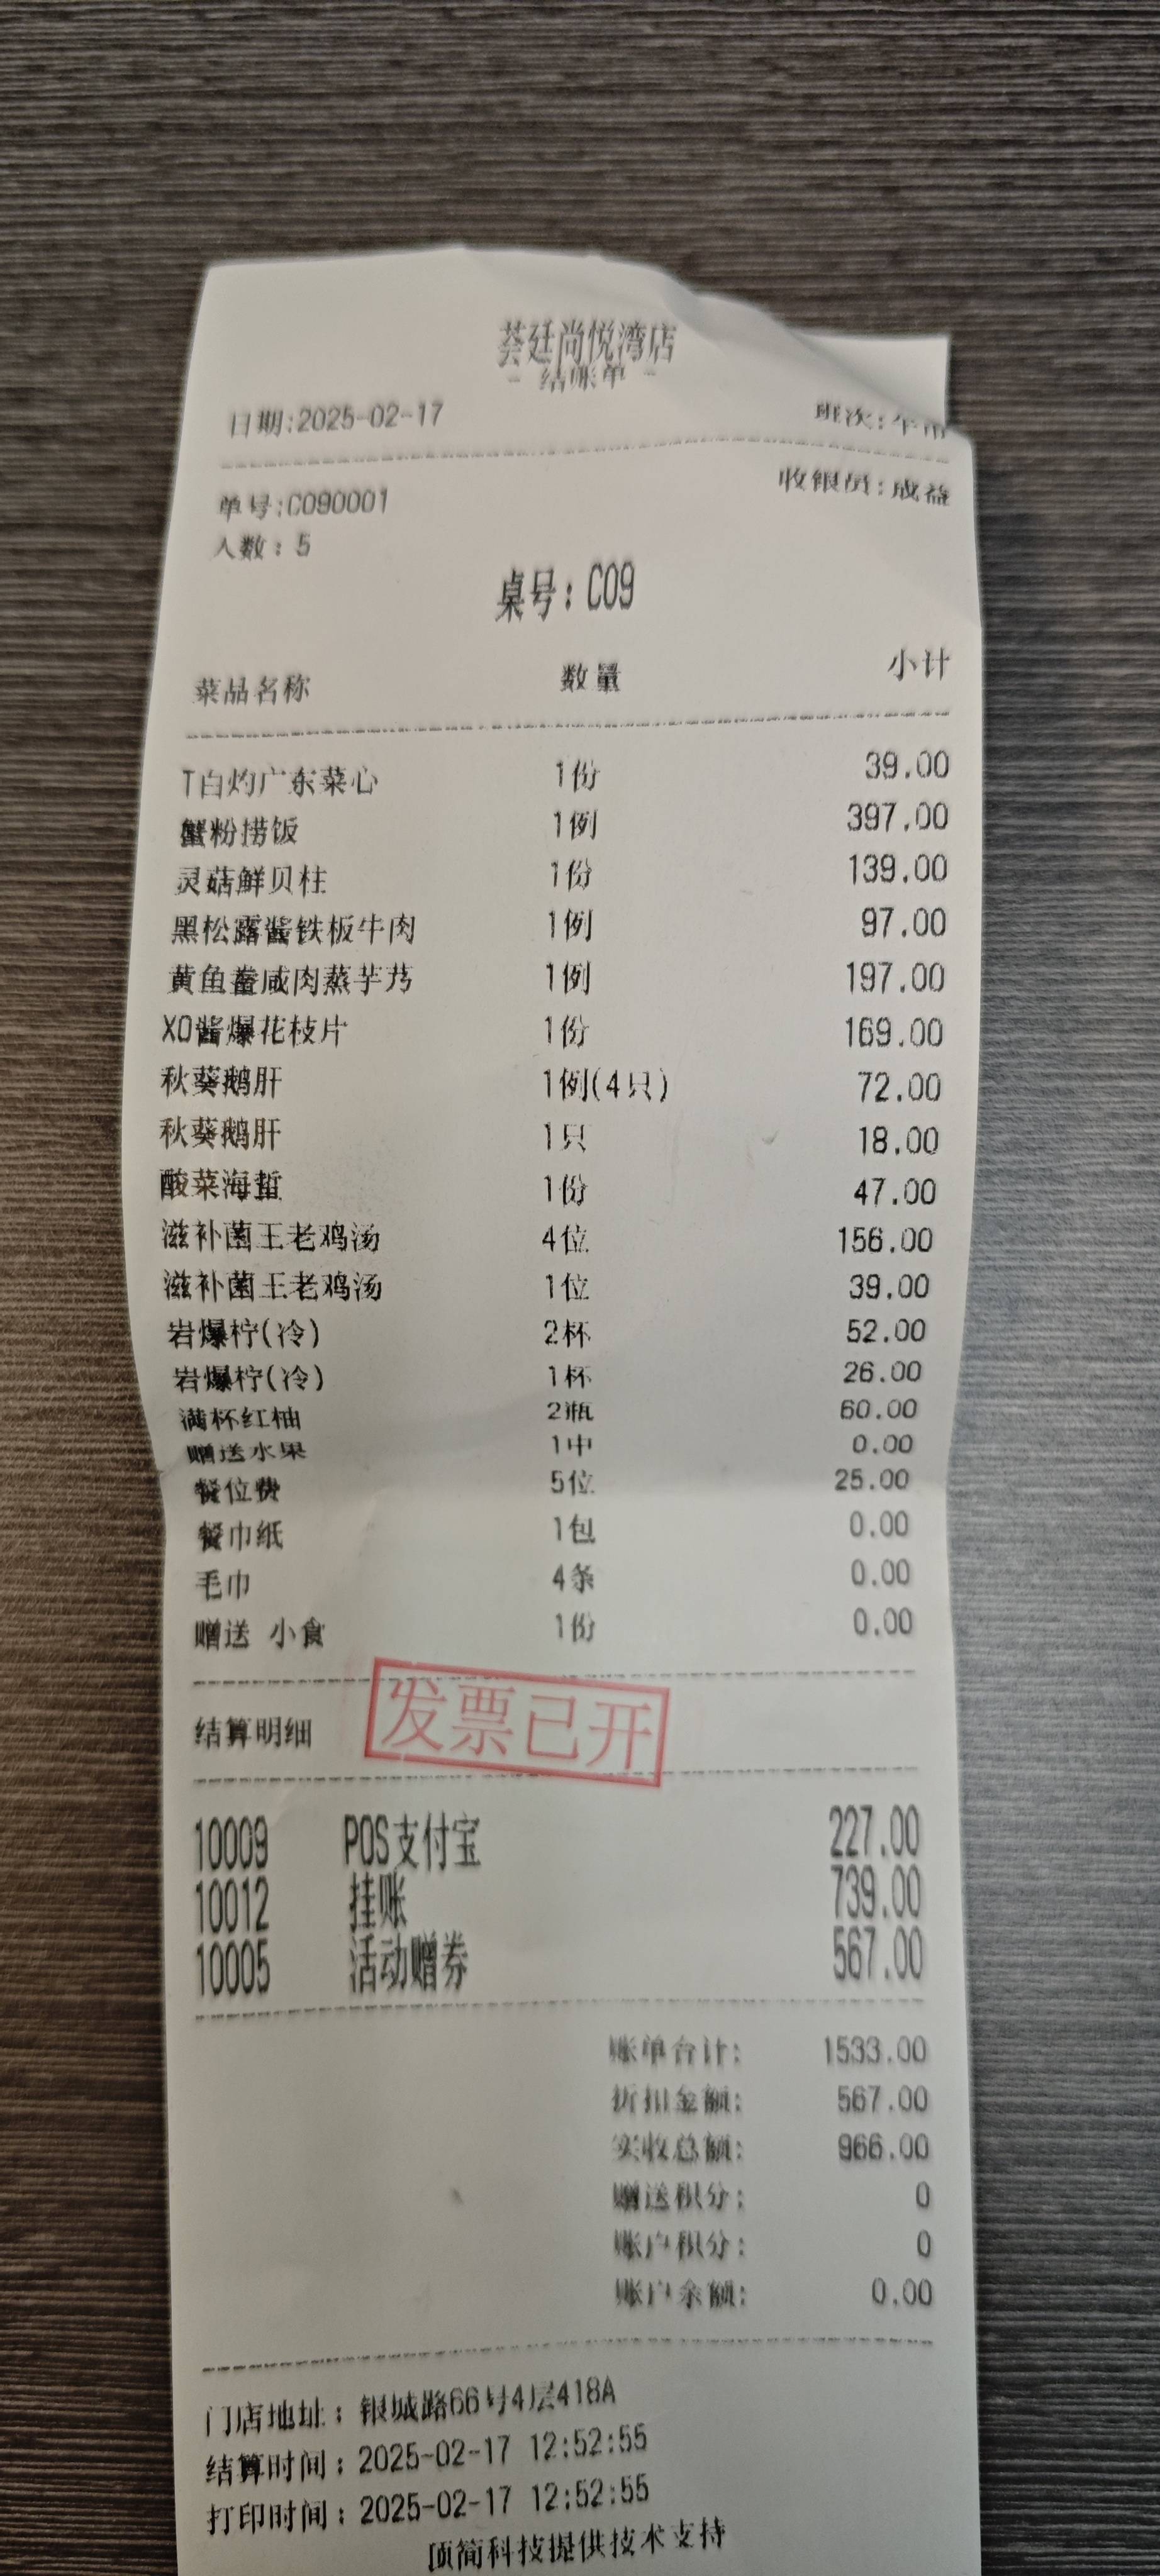 荟廷尚悦湾店
- 结账单 -
日期:2025-02-17 班次:午市
单号:C090001 收银员:成益
人数: 5
桌号: C09
菜品名称 数量 小计
T白灼广东菜心 1份 39.00
蟹粉捞饭 1例 397.00
灵菇鲜贝柱 1份 139.00
黑松露酱铁板牛肉 1例 97.00
黄鱼鲞咸肉蒸芋艿 1例 197.00
XO酱爆花枝片 1份 169.00
秋葵鹅肝 1例(4只) 72.00
秋葵鹅肝 1只 18.00
酸菜海蜇 1份 47.00
滋补菌王老鸡汤 4位 156.00
滋补菌王老鸡汤 1位 39.00
岩爆柠(冷) 2杯 52.00
岩爆柠(冷) 1杯 26.00
满杯红柚 2瓶 60.00
赠送水果 1中 0.00
餐位费 5位 25.00
餐巾纸 1包 0.00
毛巾 4条 0.00
赠送 小食 1份 0.00
发票已开
结算明细
10009 POS支付宝 227.00
10012 挂账 739.00
10005 活动赠券 567.00
账单合计: 1533.00
折扣金额: 567.00
实收总额: 966.00
赠送积分: 0
账户积分: 0
账户余额: 0.00
门店地址: 银城路66号4层418A
结算时间: 2025-02-17 12:52:55
打印时间: 2025-02-17 12:52:55
顶简科技提供技术支持